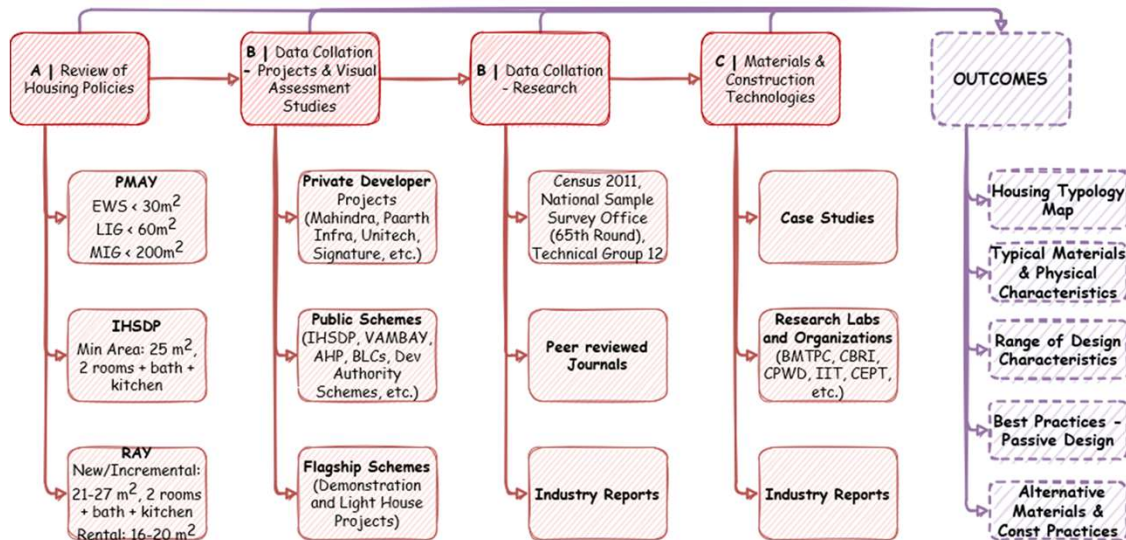 A | Review of
Housing Policies
B | Data Collation
- Projects & Visual
Assessment
Studies
B | Data Collation
- Research
C | Materials &
Construction
Technologies
OUTCOMES
PMAY
EWS < 30m²
LIG < 60m²
MIG < 200m²
IHSDP
Min Area: 25 m²,
2 rooms + bath +
kitchen
RAY
New/Incremental:
21-27 m², 2 rooms
+ bath + kitchen
Rental: 16-20 m²
Private Developer
Projects
(Mahindra, Paarth
Infra, Unitech,
Signature, etc.)
Public Schemes
(IHSDP, VAMBAY,
AHP, BLCs, Dev
Authority
Schemes, etc.)
Flagship Schemes
(Demonstration
and Light House
Projects)
Census 2011,
National Sample
Survey Office
(65th Round),
Technical Group 12
Peer reviewed
Journals
Industry Reports
Case Studies
Research Labs
and Organizations
(BMTPC, CBRI,
CPWD, IIT, CEPT,
etc.)
Industry Reports
Housing Typology
Map
Typical Materials
& Physical
Characteristics
Range of Design
Characteristics
Best Practices -
Passive Design
Alternative
Materials &
Const Practices